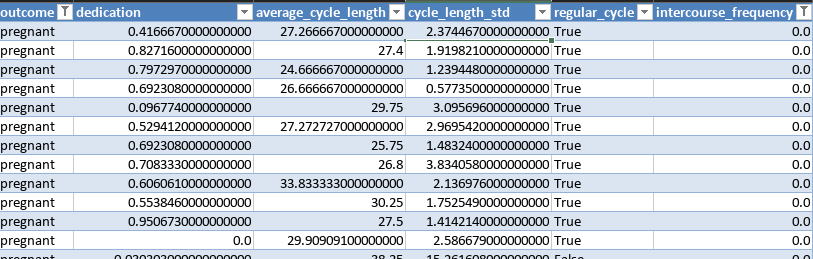 outcome dedication average_cycle_length cycle_length_std regular_cycle intercourse_frequency
pregnant 0.4166670000000000 27.266667000000000 2.3744670000000000 True 0.0
pregnant 0.8271600000000000 27.4 1.9198210000000000 True 0.0
pregnant 0.7972970000000000 24.666667000000000 1.2394480000000000 True 0.0
pregnant 0.6923080000000000 26.666667000000000 0.5773500000000000 True 0.0
pregnant 0.0967740000000000 29.75 3.0956960000000000 True 0.0
pregnant 0.5294120000000000 27.272727000000000 2.9695420000000000 True 0.0
pregnant 0.6923080000000000 25.75 1.4832400000000000 True 0.0
pregnant 0.7083330000000000 26.8 3.8340580000000000 True 0.0
pregnant 0.6060610000000000 33.833333000000000 2.136976000000000 True 0.0
pregnant 0.5538460000000000 30.25 1.7525490000000000 True 0.0
pregnant 0.9506730000000000 27.5 1.4142140000000000 True 0.0
pregnant 0.0 29.90909100000000 2.586679000000000 True 0.0